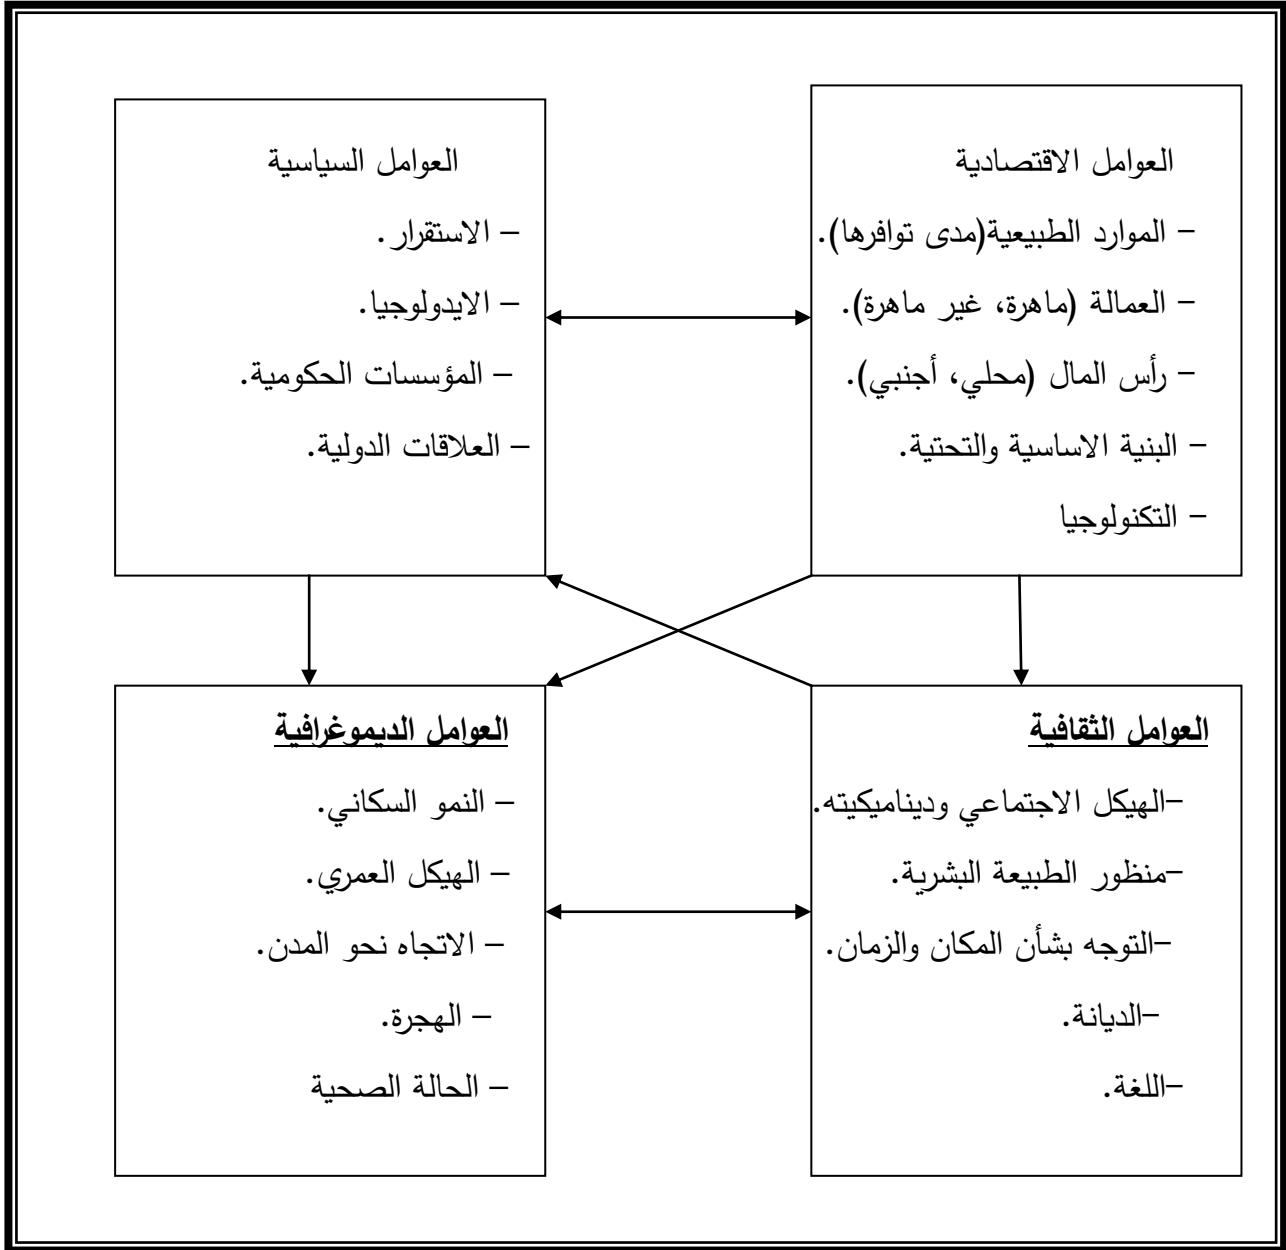 العوامل الاقتصادية
– الموارد الطبيعية(مدى توافرها).
– العمالة (ماهرة، غير ماهرة).
– رأس المال (محلي، أجنبي).
– البنية الاساسية والتحتية.
– التكنولوجيا
العوامل السياسية
– الاستقرار.
– الايدولوجيا.
– المؤسسات الحكومية.
– العلاقات الدولية.
العوامل الثقافية
–الهيكل الاجتماعي وديناميكيته.
–منظور الطبيعة البشرية.
–التوجه بشأن المكان والزمان.
–الديانة.
–اللغة.
العوامل الديموغرافية
– النمو السكاني.
– الهيكل العمري.
– الاتجاه نحو المدن.
– الهجرة.
– الحالة الصحية